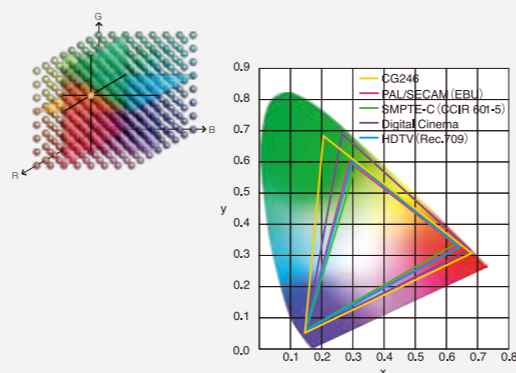 G
B
R
0.9
0.8
0.7
0.6
0.5
0.4
0.3
0.2
0.1
0.0
y
CG246
PAL/SECAM(EBU)
SMPTE-C(CCIR 601-5)
Digital Cinema
HDTV(Rec.709)
0.1 0.2 0.3 0.4 0.5 0.6 0.7 0.8
x